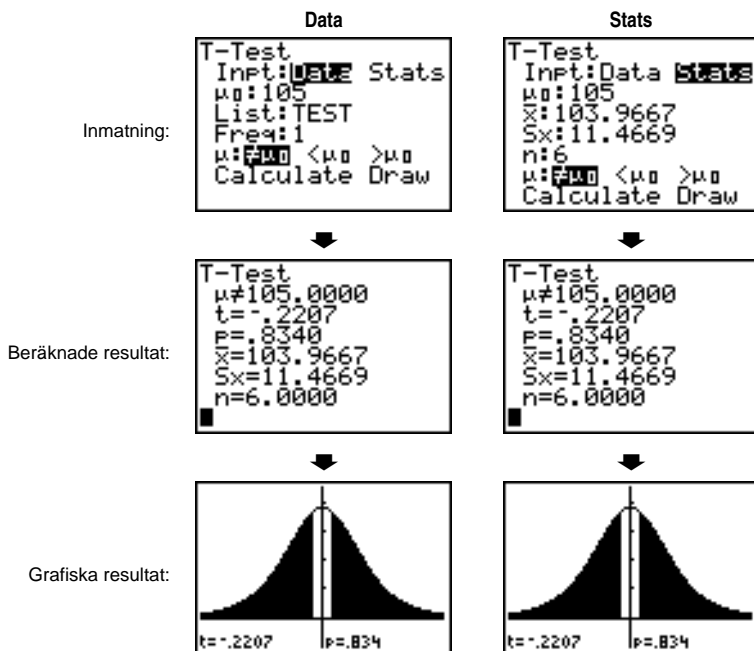 Data
Stats
Inmatning:
T-Test
Inpt:Data Stats
μ0:105
List:TEST
Freq:1
μ:≠μ0 <μ0 >μ0
Calculate Draw
T-Test
Inpt:Data Stats
μ0:105
x̄:103.9667
Sx:11.4669
n:6
μ:≠μ0 <μ0 >μ0
Calculate Draw
Beräknade resultat:
T-Test
μ≠105.0000
t=-.2207
p=.8340
x̄=103.9667
Sx=11.4669
n=6.0000
T-Test
μ≠105.0000
t=-.2207
p=.8340
x̄=103.9667
Sx=11.4669
n=6.0000
Grafiska resultat:
t=-.2207 p=.834
t=-.2207 p=.834